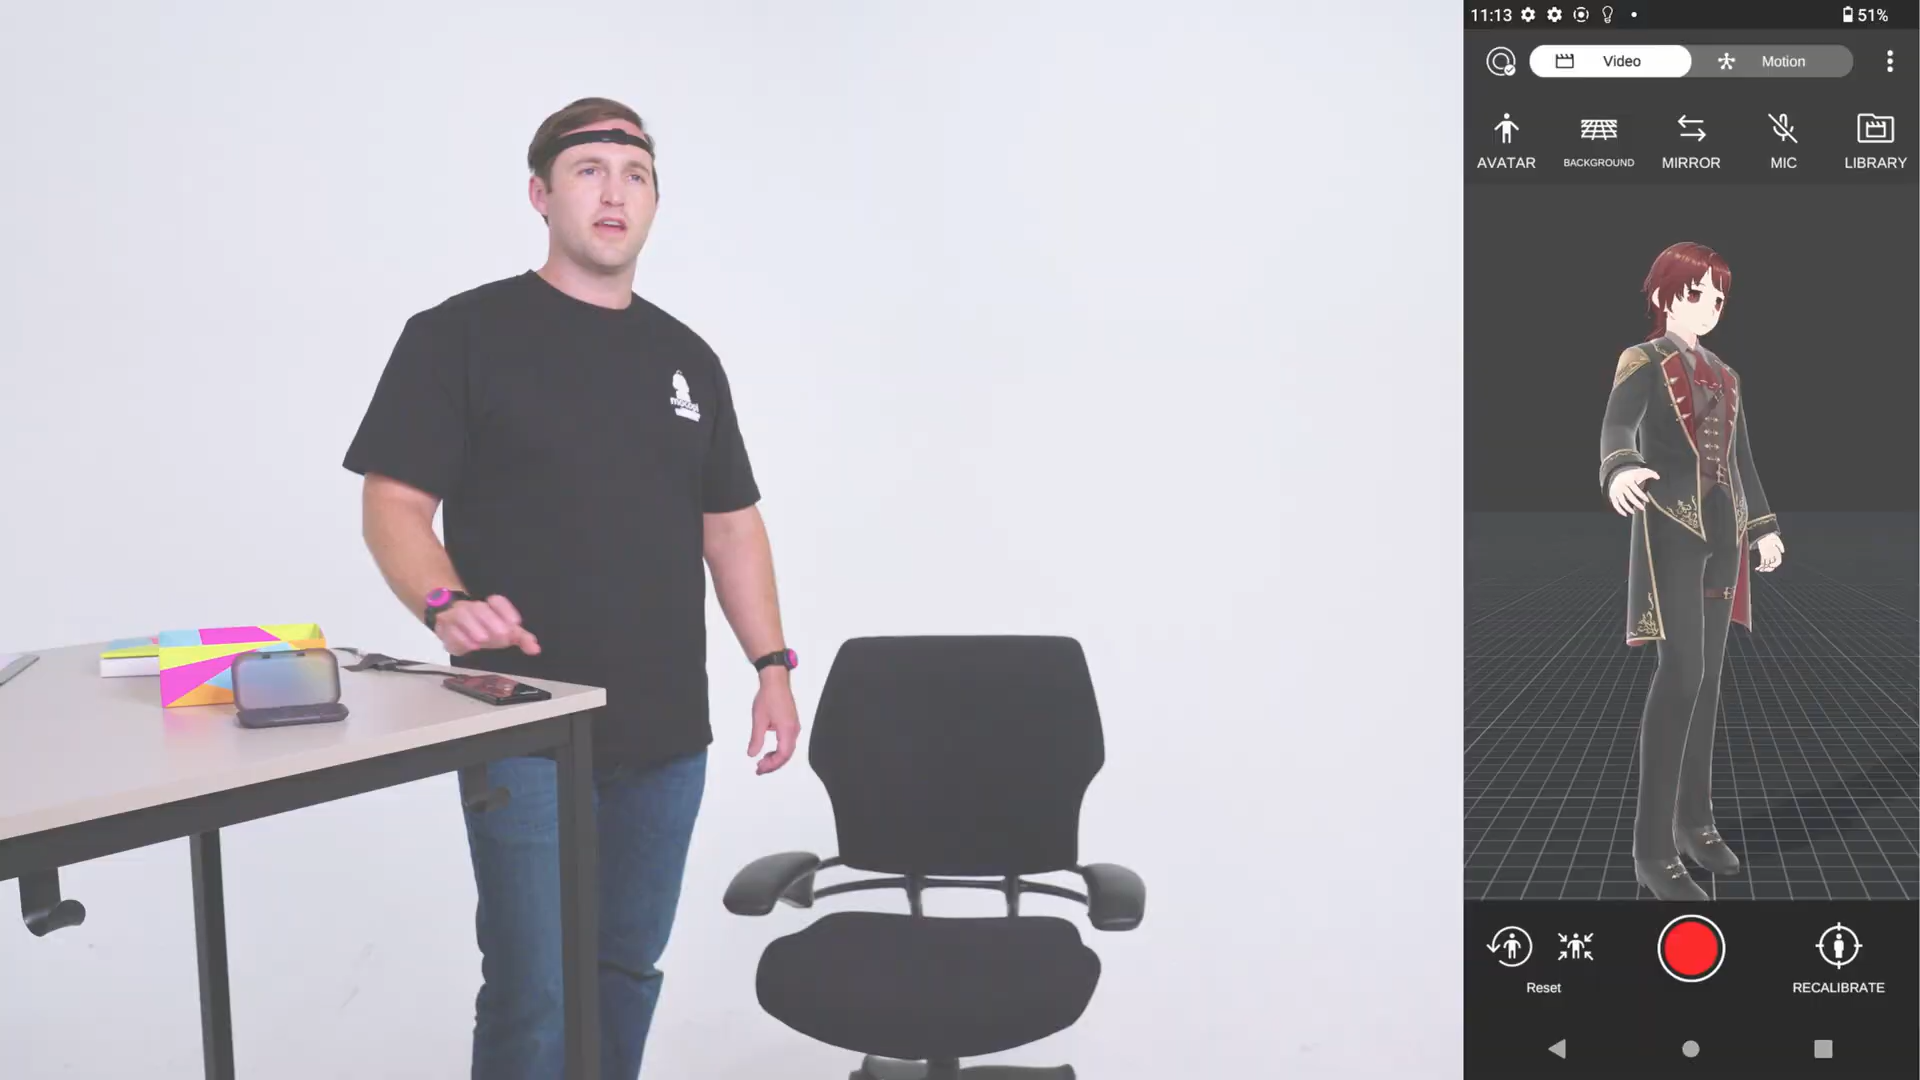 11:13
51%
Video
Motion
AVATAR
BACKGROUND
MIRROR
MIC
LIBRARY
Reset
RECALIBRATE